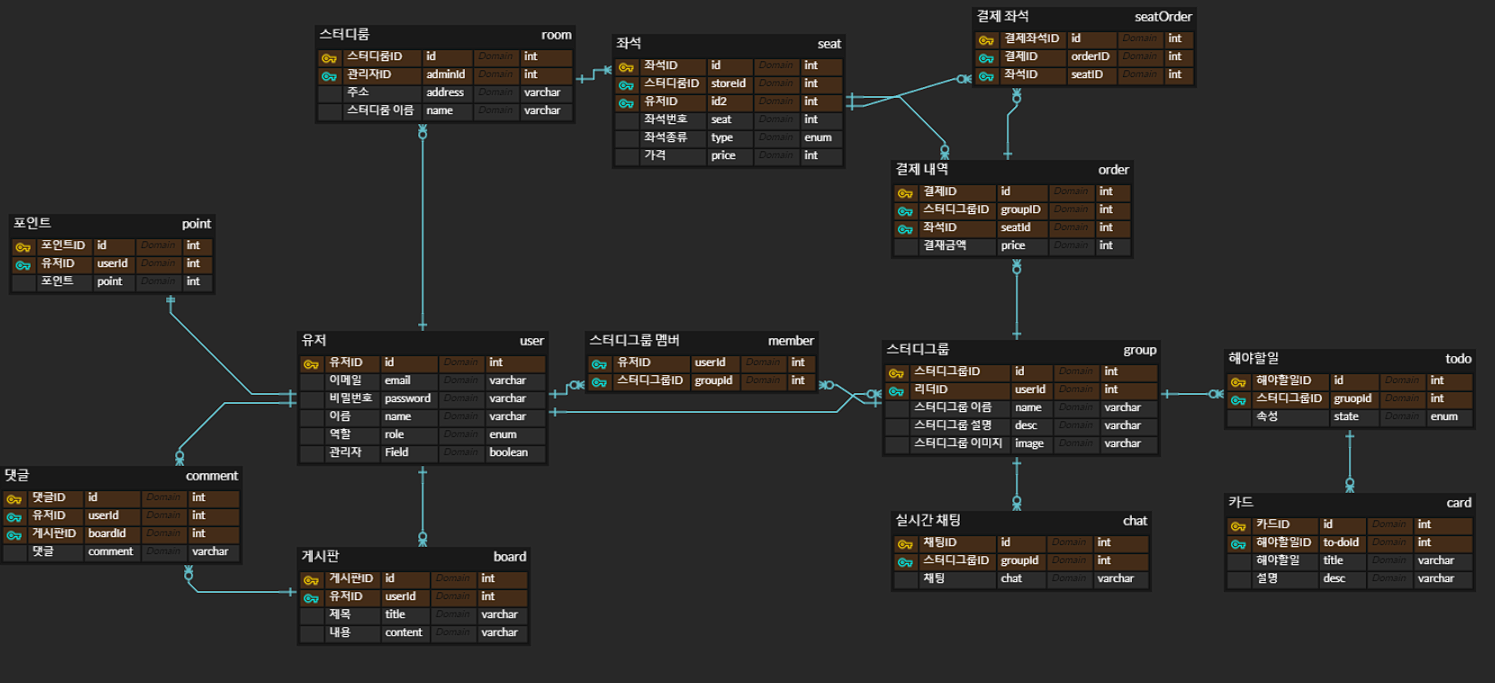 스터디룸 room
스터디룸ID id Domain int
관리자ID adminId Domain int
주소 address Domain varchar
스터디룸 이름 name Domain varchar
좌석 seat
좌석ID id Domain int
스터디룸ID storeId Domain int
유저ID id2 Domain int
좌석번호 seat Domain int
좌석종류 type Domain enum
가격 price Domain int
결제 좌석 seatOrder
결제좌석ID id Domain int
결제ID orderID Domain int
좌석ID seatID Domain int
결제 내역 order
결제ID id Domain int
스터디그룹ID groupID Domain int
좌석ID seatId Domain int
결재금액 price Domain int
포인트 point
포인트ID id Domain int
유저ID userId Domain int
포인트 point Domain int
유저 user
유저ID id Domain int
이메일 email Domain varchar
비밀번호 password Domain varchar
이름 name Domain varchar
역할 role Domain enum
관리자 Field Domain boolean
스터디그룹 멤버 member
유저ID userId Domain int
스터디그룹ID groupId Domain int
스터디그룹 group
스터디그룹ID id Domain int
리더ID userId Domain int
스터디그룹 이름 name Domain varchar
스터디그룹 설명 desc Domain varchar
스터디그룹 이미지 image Domain varchar
해야할일 todo
해야할일ID id Domain int
스터디그룹ID gruopId Domain int
속성 state Domain enum
댓글 comment
댓글ID id Domain int
유저ID userId Domain int
게시판ID boardId Domain int
댓글 comment Domain varchar
게시판 board
게시판ID id Domain int
유저ID userId Domain int
제목 title Domain varchar
내용 content Domain varchar
실시간 채팅 chat
채팅ID id Domain int
스터디그룹ID groupId Domain int
채팅 chat Domain varchar
카드 card
카드ID id Domain int
해야할일ID to-doId Domain int
해야할일 title Domain varchar
설명 desc Domain varchar